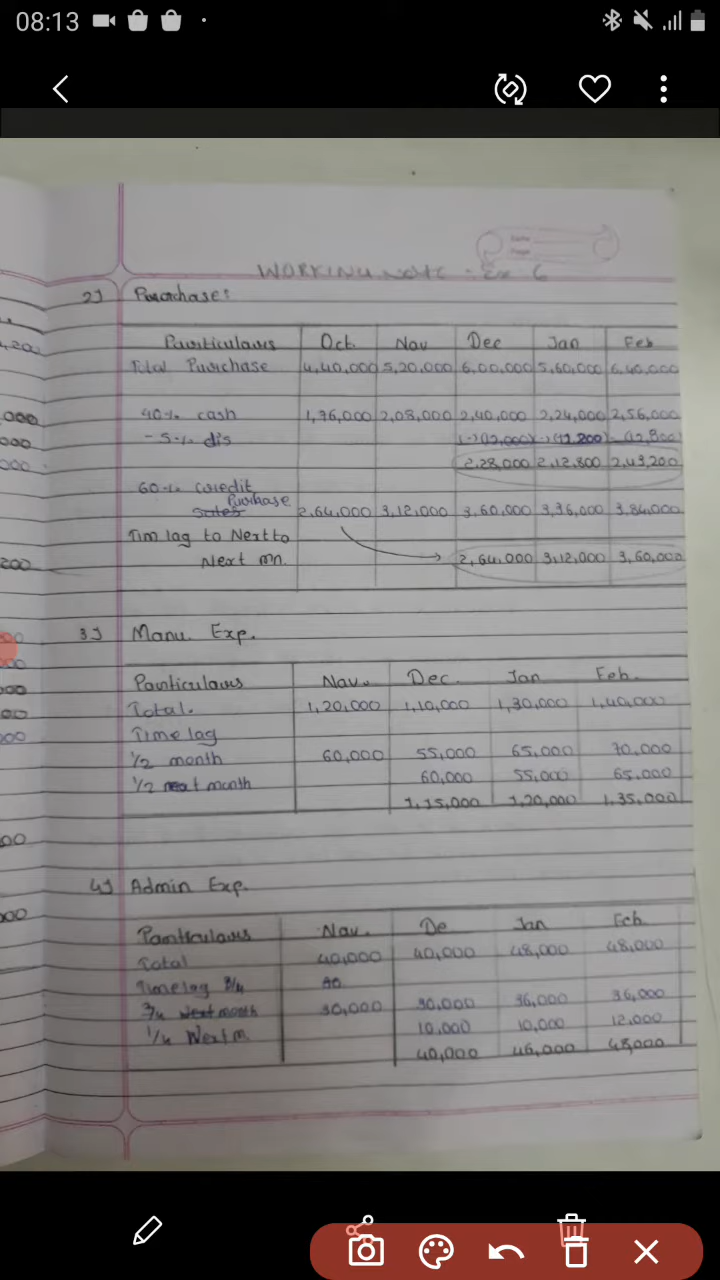 08:13
WORKING NOTE : Ex 6
2) Purchase:
Particulars Oct Nov Dec Jan Feb
Total Purchase 4,40,000 5,20,000 6,00,000 5,60,000 6,40,000
40% cash 1,76,000 2,08,000 2,40,000 2,24,000 2,56,000
- 5% dis (-)(12,000) (-)(11,200) (12,800)
2,28,000 2,12,800 2,43,200
60% credit
Purchase
sales 2,64,000 3,12,000 3,60,000 3,36,000 3,84,000
Tim lag to Next to
Next mn. 2,64,000 3,12,000 3,60,000
3) Manu. Exp.
Particulars Nov. Dec. Jan Feb.
Total. 1,20,000 1,10,000 1,30,000 1,40,000
Time lag
1/2 month 60,000 55,000 65,000 70,000
1/2 next month 60,000 55,000 65,000
1,15,000 1,20,000 1,35,000
4) Admin Exp.
Particulars Nov. De Jan Feb
Total 40,000 40,000 48,000 48,000
Time lag 3/4
3/4 next month 30,000 30,000 36,000 36,000
1/4 Next m. 10,000 10,000 12,000
40,000 46,000 48,000